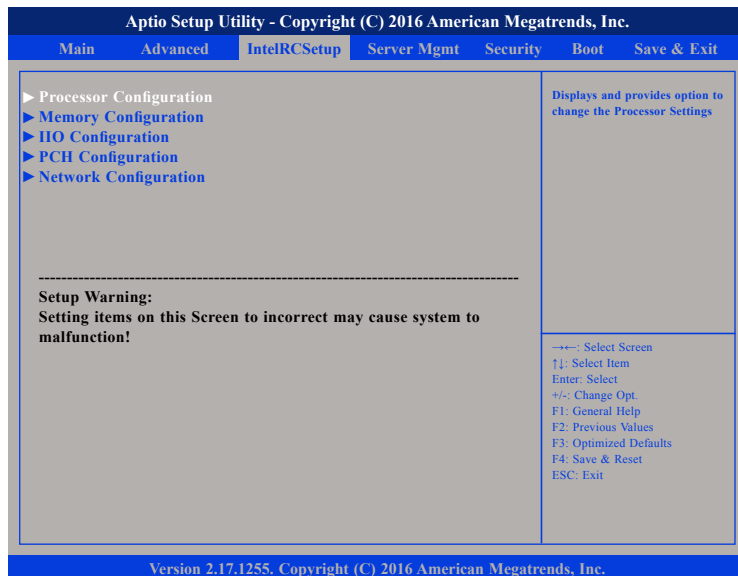 Aptio Setup Utility - Copyright (C) 2016 American Megatrends, Inc.
Main Advanced IntelRCSetup Server Mgmt Security Boot Save & Exit
▶ Processor Configuration
▶ Memory Configuration
▶ IIO Configuration
▶ PCH Configuration
▶ Network Configuration
--------------------------------------------------------------------------------------
Setup Warning:
Setting items on this Screen to incorrect may cause system to
malfunction!
Displays and provides option to
change the Processor Settings
→←: Select Screen
↑↓: Select Item
Enter: Select
+/-: Change Opt.
F1: General Help
F2: Previous Values
F3: Optimized Defaults
F4: Save & Reset
ESC: Exit
Version 2.17.1255. Copyright (C) 2016 American Megatrends, Inc.